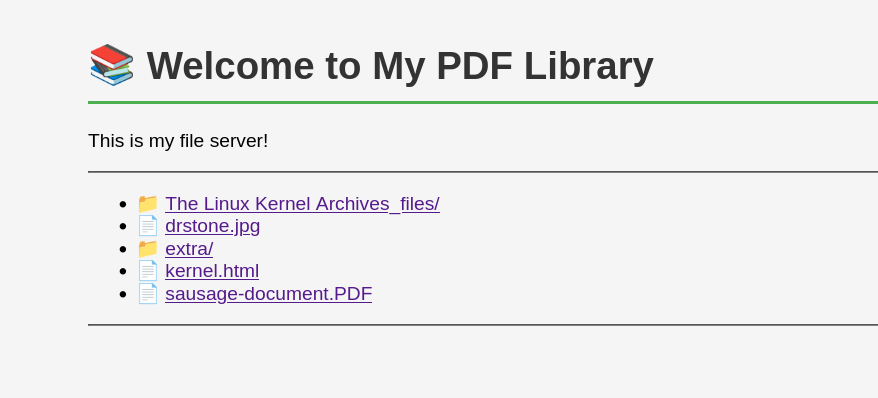 Welcome to My PDF Library
This is my file server!
The Linux Kernel Archives_files/
drstone.jpg
extra/
kernel.html
sausage-document.PDF